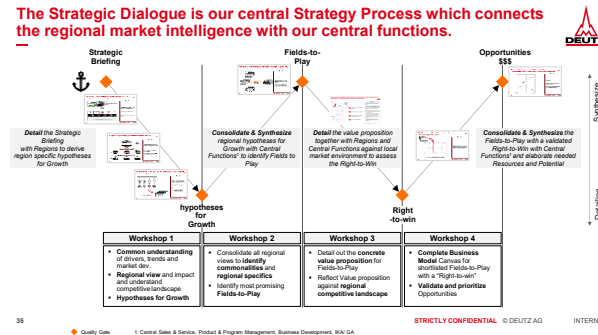 The Strategic Dialogue is our central Strategy Process which connects
the regional market intelligence with our central functions.
DEUT
Strategic
Briefing
Fields-to-
Play
Opportunities
$$$
Detail the Strategic
Briefing
with Regions to derive
region specific hypotheses
for Growth
Consolidate & Synthesize
regional hypotheses for
Growth with Central
Functions¹ to identify Fields to
Play
Detail the value proposition
together with Regions and
Central Functions against local
market environment to assess
the Right-to-Win
Consolidate & Synthesize the
Fields-to-Play with a validated
Right-to-Win with Central
Functions¹ and elaborate needed
Resources and Potential
Synthesize
Detailing
hypotheses
for
Growth
Right
-to-win
Workshop 1
Workshop 2
Workshop 3
Workshop 4
Common understanding
of drivers, trends and
market dev.
Regional view and impact
and understand
competitive landscape
Hypotheses for Growth
Consolidate all regional
views to identify
commonalities and
regional specifics
Identify most promising
Fields-to-Play
Detail out the concrete
value proposition for
Fields-to-Play
Reflect Value proposition
against regional
competitive landscape
Complete Business
Model Canvas for
shortlisted Fields-to-Play
with a "Right-to-win"
Validate and prioritize
Opportunities
35
STRICTLY CONFIDENTIAL © DEUTZ AG INTERN
Quality Gate 1: Central Sales & Service, Product & Program Management, Business Development, IKA/ GA